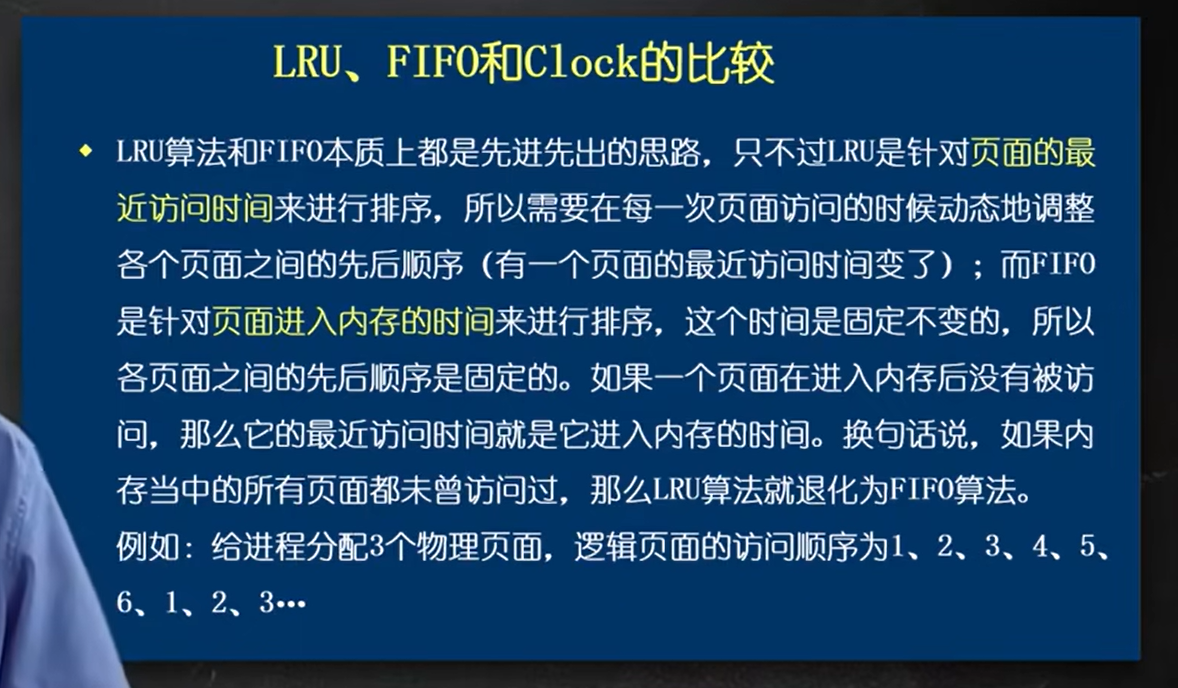 LRU、FIFO和Clock的比较
LRU算法和FIFO本质上都是先进先出的思路，只不过LRU是针对页面的最
近访问时间来进行排序，所以需要在每一次页面访问的时候动态地调整
各个页面之间的先后顺序（有一个页面的最近访问时间变了）；而FIFO
是针对页面进入内存的时间来进行排序，这个时间是固定不变的，所以
各页面之间的先后顺序是固定的。如果一个页面在进入内存后没有被访
问，那么它的最近访问时间就是它进入内存的时间。换句话说，如果内
存当中的所有页面都未曾访问过，那么LRU算法就退化为FIFO算法。
例如：给进程分配3个物理页面，逻辑页面的访问顺序为1、2、3、4、5、
6、1、2、3…